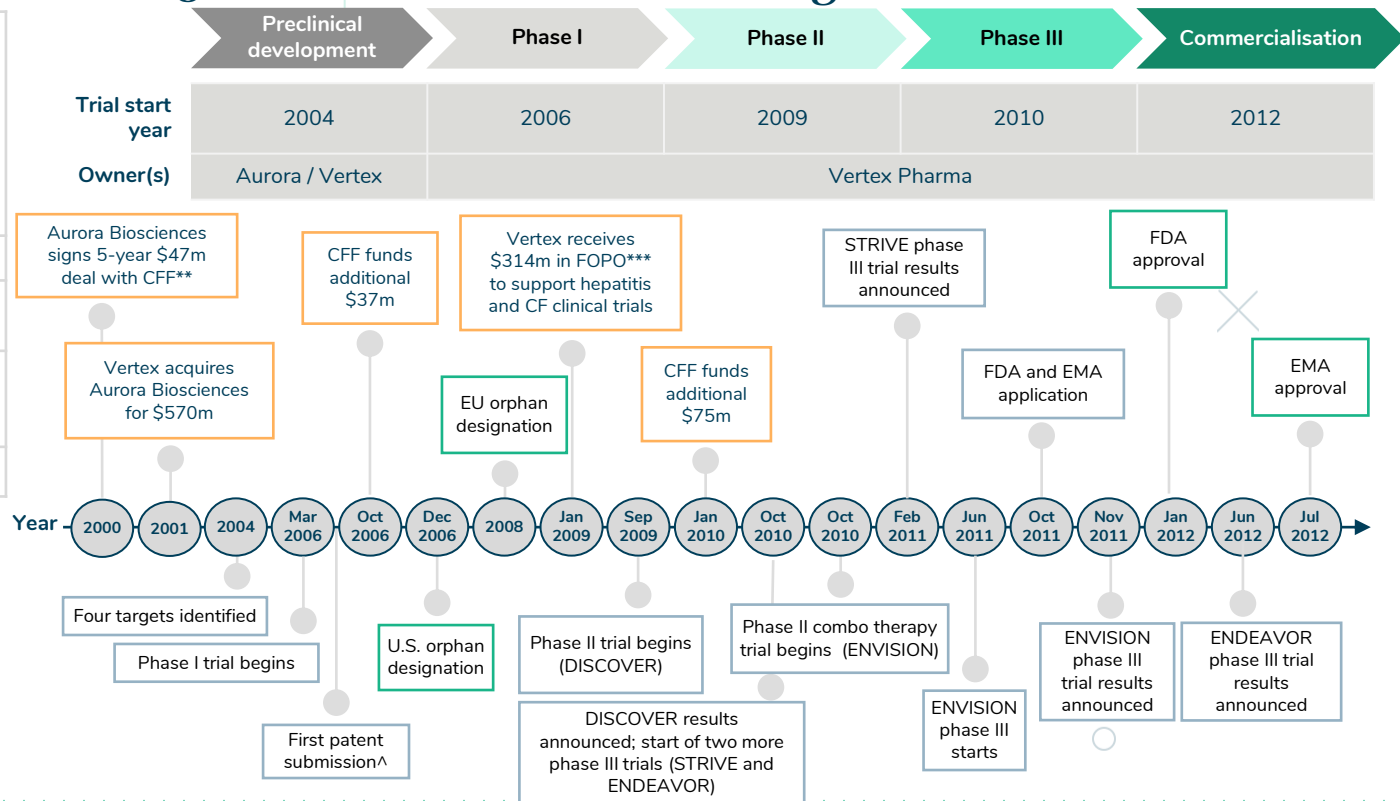 Preclinical
development
Phase I
Phase II
Phase III
Commercialisation
Trial start
year
2004
2006
2009
2010
2012
Owner(s)
Aurora / Vertex
Vertex Pharma
Aurora Biosciences
signs 5-year $47m
deal with CFF**
CFF funds
additional
$37m
Vertex receives
$314m in FOPO***
to support hepatitis
and CF clinical trials
STRIVE phase
III trial results
announced
FDA
approval
Vertex acquires
Aurora Biosciences
for $570m
EU orphan
designation
CFF funds
additional
$75m
FDA and EMA
application
EMA
approval
Year
2000
2001
2004
Mar
2006
Oct
2006
Dec
2006
2008
Jan
2009
Sep
2009
Jan
2010
Oct
2010
Oct
2010
Feb
2011
Jun
2011
Oct
2011
Nov
2011
Jan
2012
Jun
2012
Jul
2012
Four targets identified
Phase I trial begins
First patent
submission^
U.S. orphan
designation
Phase II trial begins
(DISCOVER)
DISCOVER results
announced; start of two more
phase III trials (STRIVE and
ENDEAVOR)
Phase II combo therapy
trial begins (ENVISION)
ENVISION
phase III
starts
ENVISION
phase III
trial results
announced
ENDEAVOR
phase III trial
results
announced